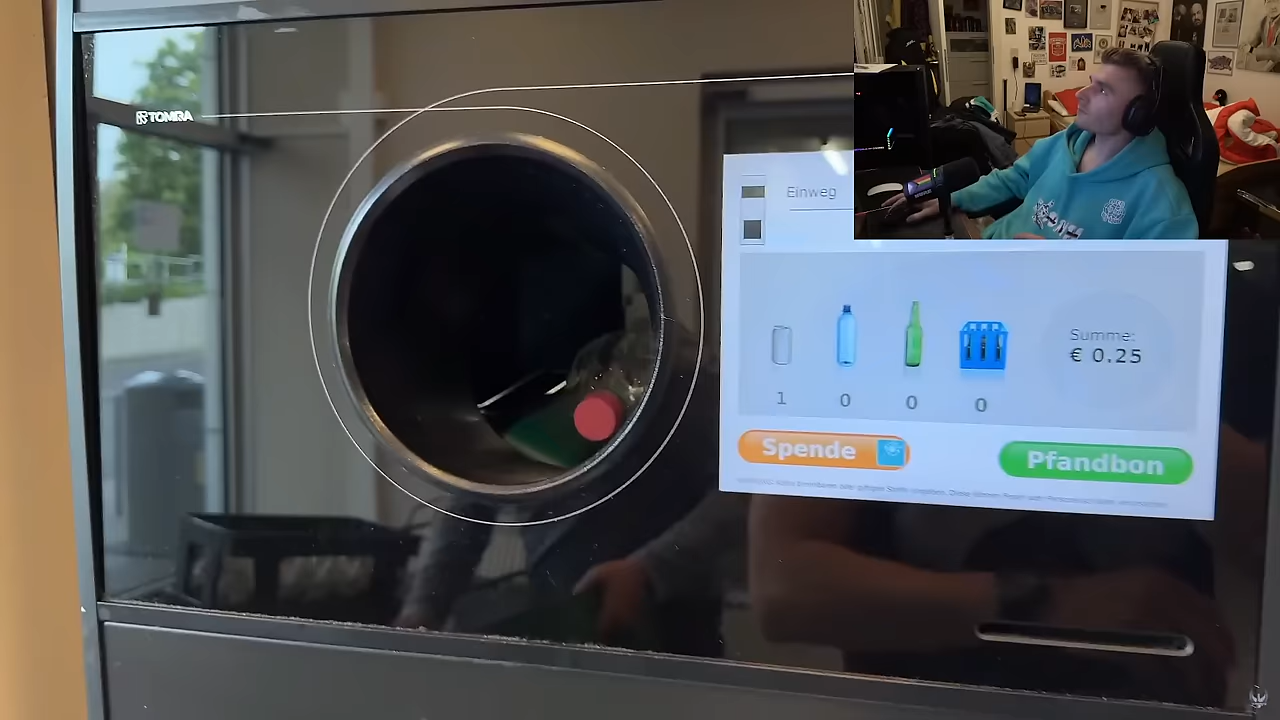 TOMRA
Einweg
Summe:
€ 0.25
1
0
0
0
Spende
Pfandbon